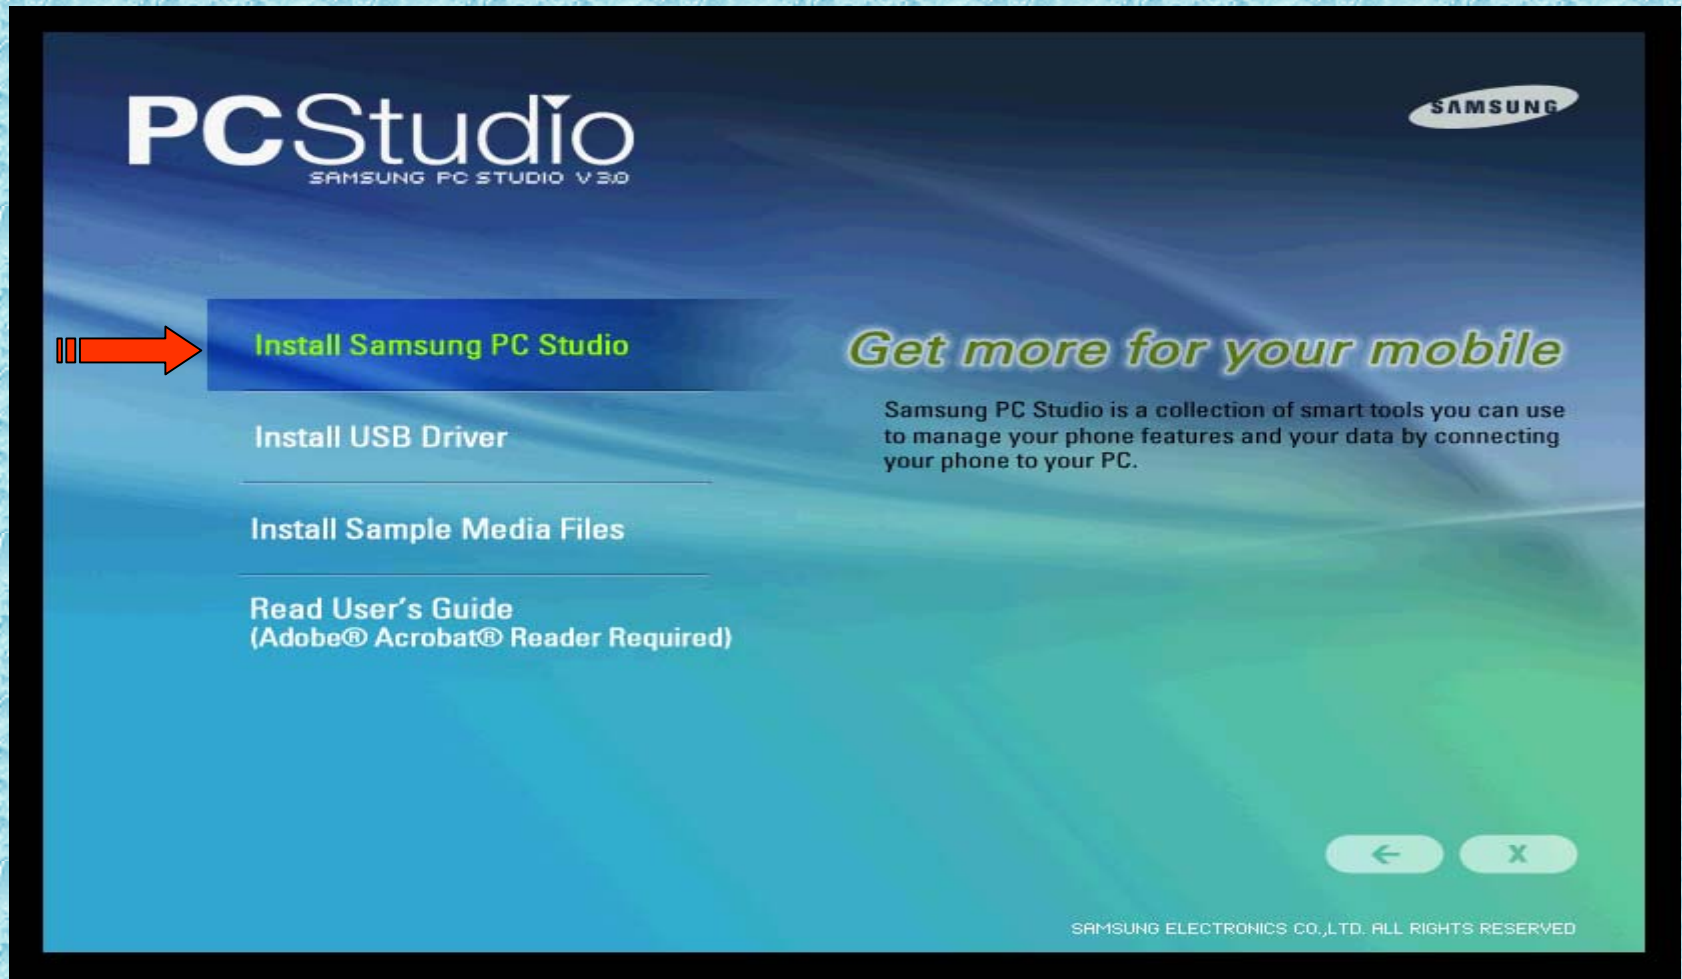 PCStudio
SAMSUNG PC STUDIO V 3.0
SAMSUNG
Install Samsung PC Studio
Install USB Driver
Install Sample Media Files
Read User's Guide
(Adobe® Acrobat® Reader Required)
Get more for your mobile
Samsung PC Studio is a collection of smart tools you can use
to manage your phone features and your data by connecting
your phone to your PC.
X
SAMSUNG ELECTRONICS CO.,LTD. ALL RIGHTS RESERVED